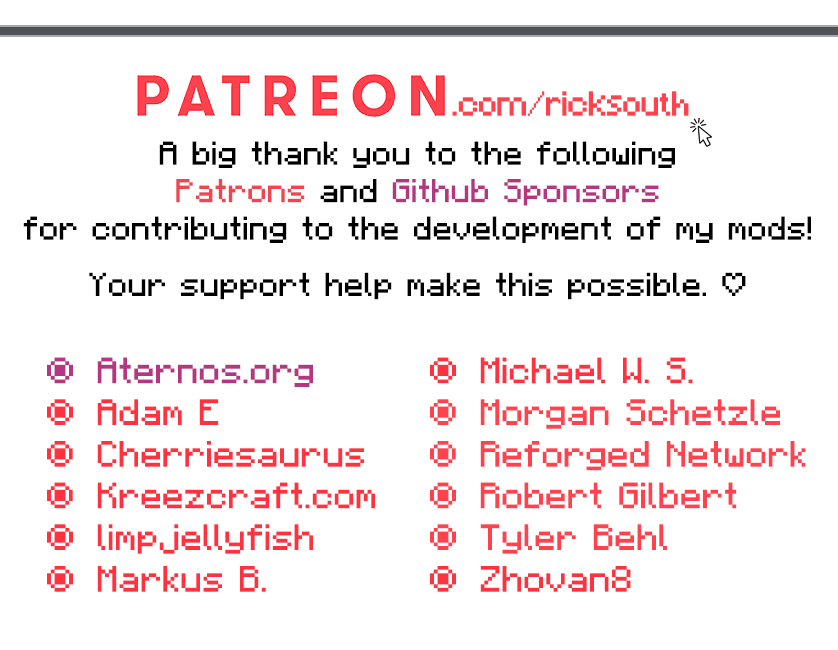 PATREON.com/ricksouth
A big thank you to the following
Patrons and Github Sponsors
for contributing to the development of my mods!
Your support help make this possible. ♡
Aternos.org
Adam E
Cherriesaurus
Kreezcraft.com
limpjellyfish
Markus B.
Michael W. S.
Morgan Schetzle
Reforged Network
Robert Gilbert
Tyler Behl
Zhovan8